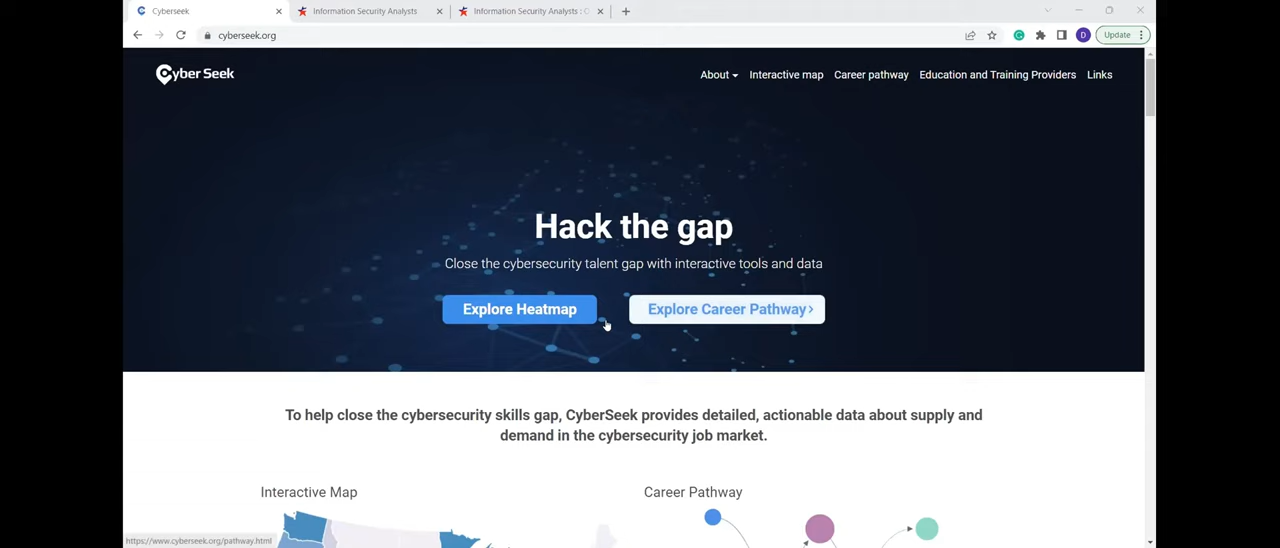 Cyberseek
Information Security Analysts
Information Security Analysts : O
cyberseek.org
D
Update
Cyber Seek
About
Interactive map
Career pathway
Education and Training Providers
Links
Hack the gap
Close the cybersecurity talent gap with interactive tools and data
Explore Heatmap
Explore Career Pathway
To help close the cybersecurity skills gap, CyberSeek provides detailed, actionable data about supply and
demand in the cybersecurity job market.
Interactive Map
Career Pathway
https://www.cyberseek.org/pathway.html